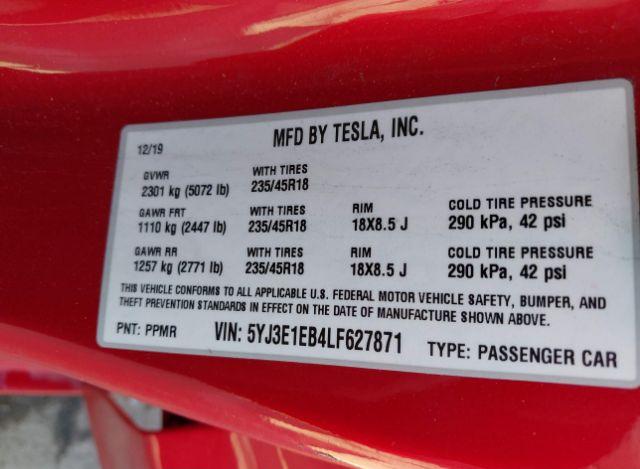 MFD BY TESLA, INC.
12/19
GVWR WITH TIRES
2301 kg (5072 lb) 235/45R18
GAWR FRT WITH TIRES RIM COLD TIRE PRESSURE
1110 kg (2447 lb) 235/45R18 18X8.5 J 290 kPa, 42 psi
GAWR RR WITH TIRES RIM COLD TIRE PRESSURE
1257 kg (2771 lb) 235/45R18 18X8.5 J 290 kPa, 42 psi
THIS VEHICLE CONFORMS TO ALL APPLICABLE U.S. FEDERAL MOTOR VEHICLE SAFETY, BUMPER, AND
THEFT PREVENTION STANDARDS IN EFFECT ON THE DATE OF MANUFACTURE SHOWN ABOVE.
PNT: PPMR VIN: 5YJ3E1EB4LF627871 TYPE: PASSENGER CAR